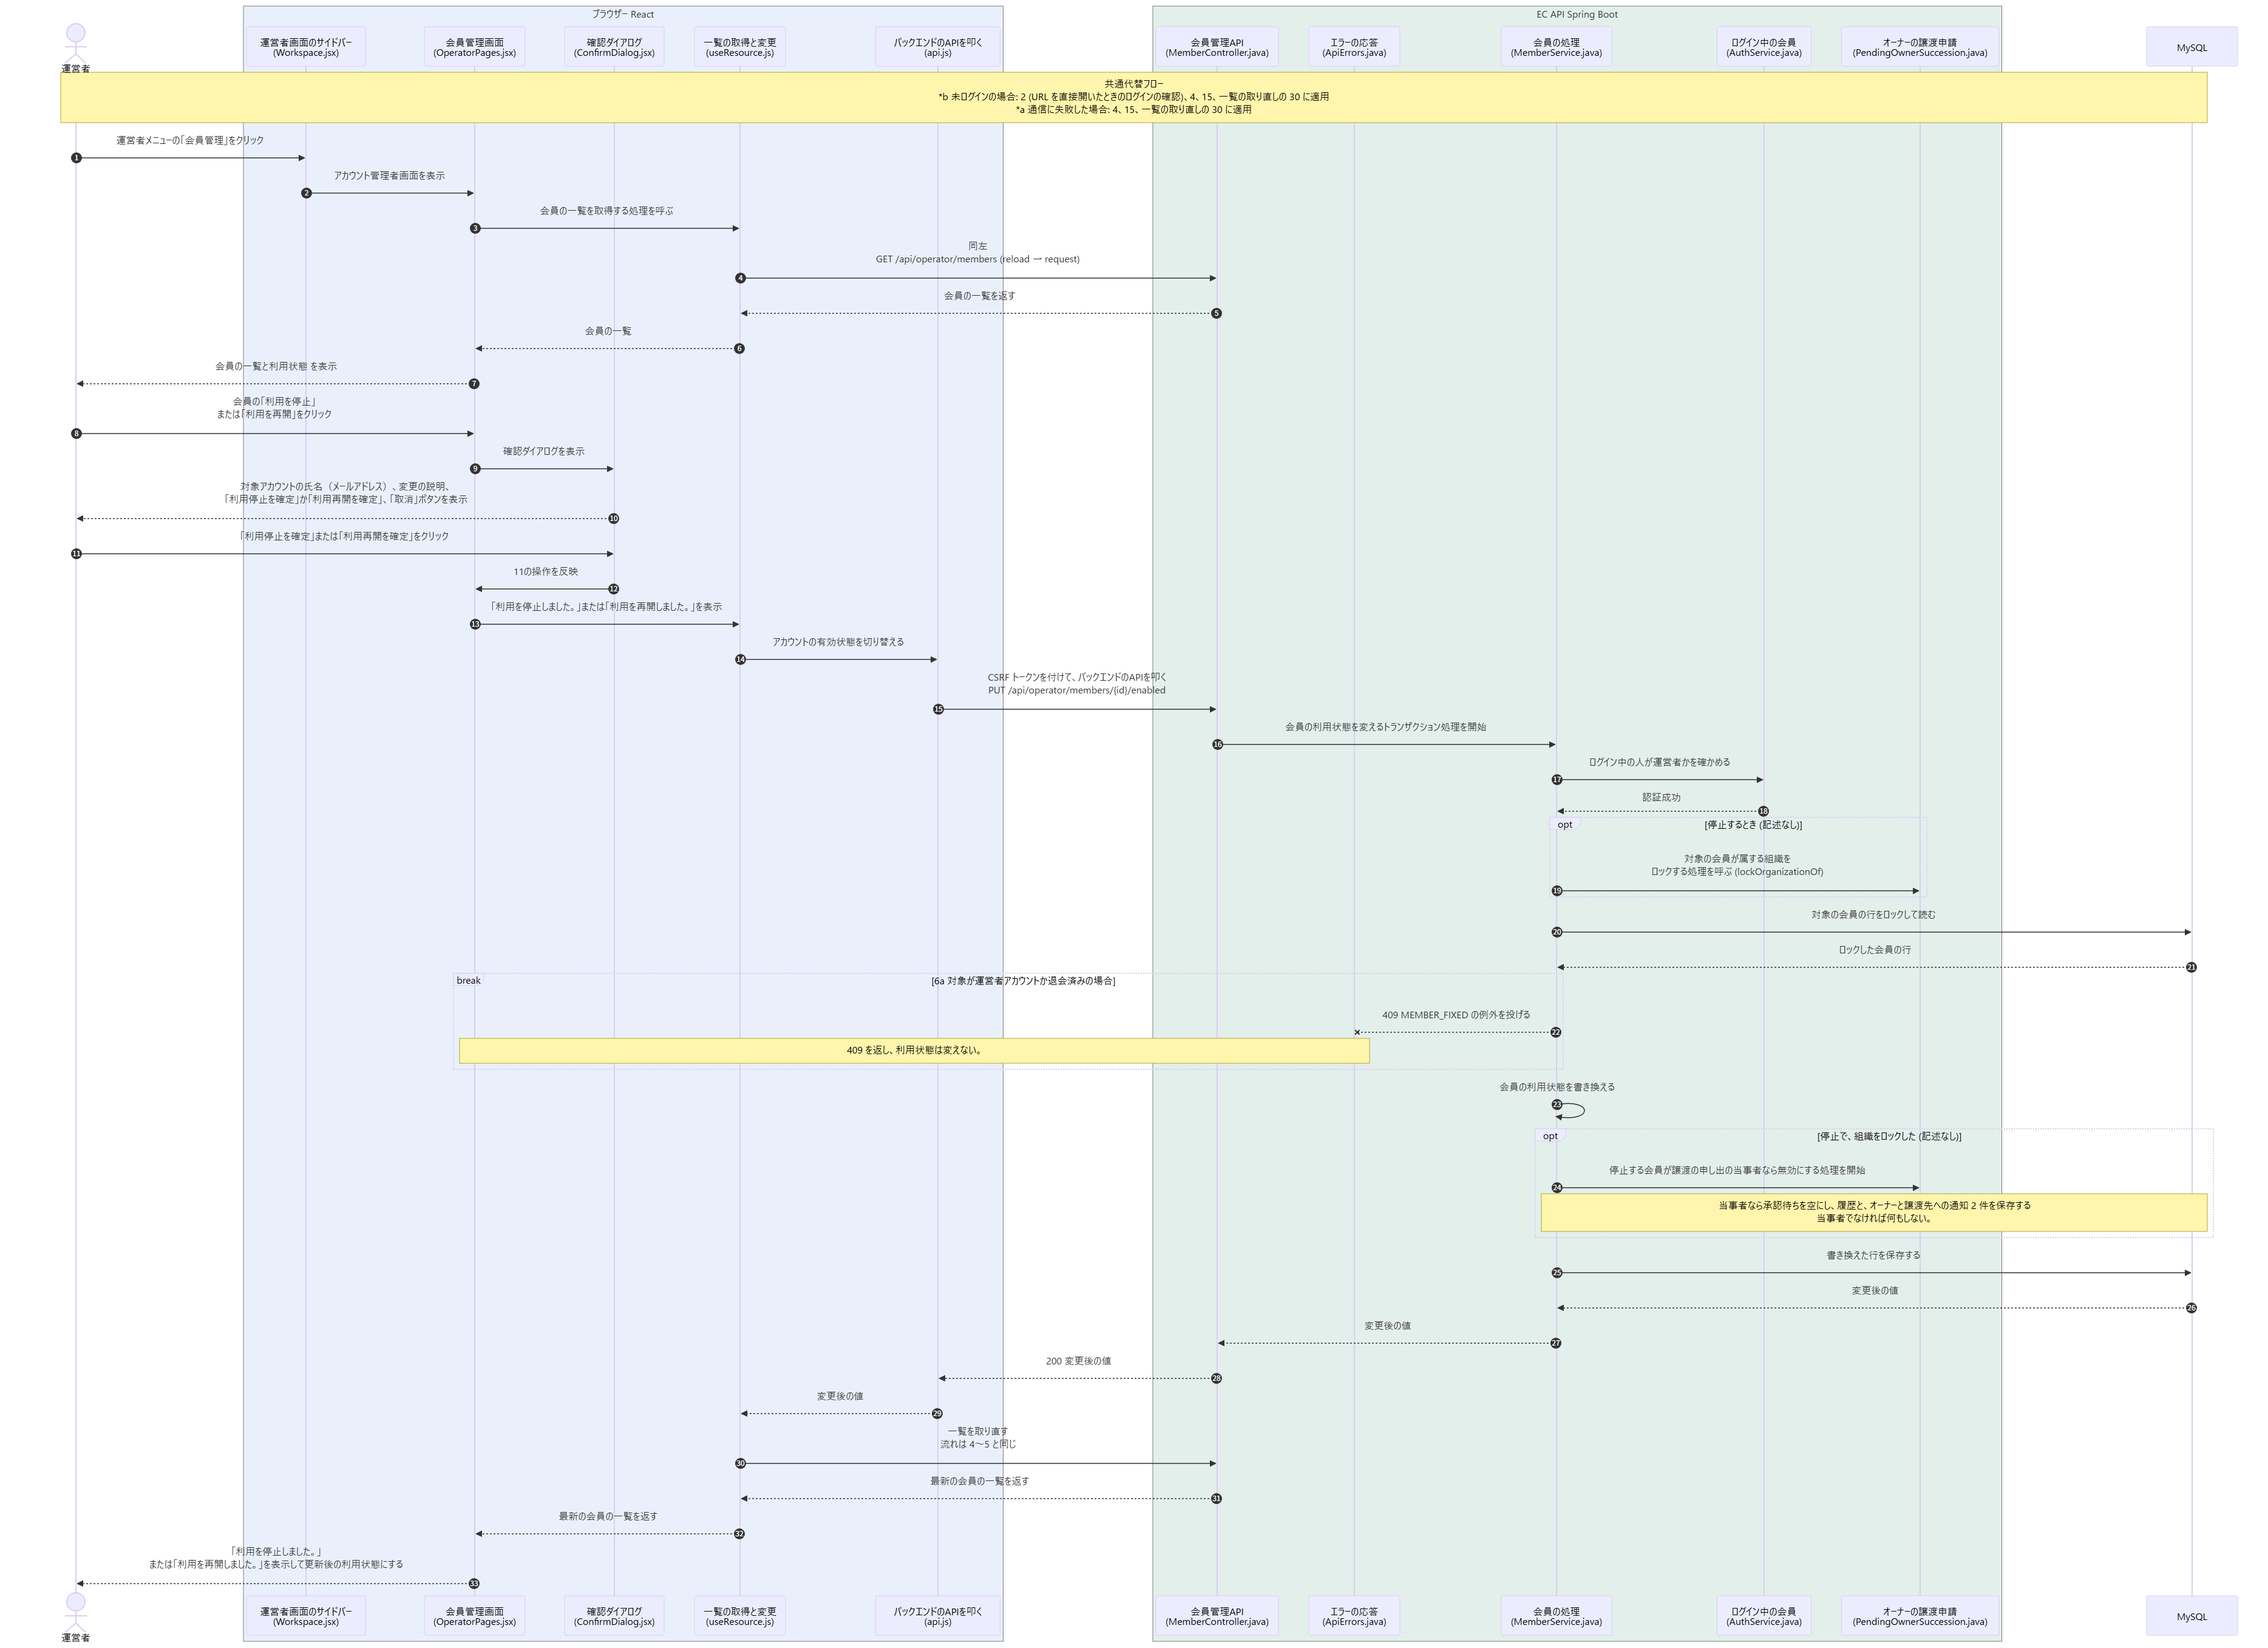 ブラウザー React
EC API Spring Boot
運営者
運営者画面のサイドバー
(Workspace.jsx)
会員管理画面
(OperatorPages.jsx)
確認ダイアログ
(ConfirmDialog.jsx)
一覧の取得と変更
(useResource.js)
バックエンドのAPIを叩く
(api.js)
会員管理API
(MemberController.java)
エラーの応答
(ApiErrors.java)
会員の処理
(MemberService.java)
ログイン中の会員
(AuthService.java)
オーナーの譲渡申請
(PendingOwnerSuccession.java)
MySQL
共通代替フロー
*b 未ログインの場合: 2 (URL を直接開いたときのログインの確認)、4、15、一覧の取り直しの 30 に適用
*a 通信に失敗した場合: 4、15、一覧の取り直しの 30 に適用
運営者メニューの「会員管理」をクリック
1
アカウント管理者画面を表示
2
会員の一覧を取得する処理を呼ぶ
3
同左
GET /api/operator/members (reload → request)
4
会員の一覧を返す
5
会員の一覧
6
会員の一覧と利用状態 を表示
7
会員の「利用を停止」
または「利用を再開」をクリック
8
確認ダイアログを表示
9
対象アカウントの氏名（メールアドレス）、変更の説明、
「利用停止を確定」か「利用再開を確定」、「取消」ボタンを表示
10
「利用停止を確定」または「利用再開を確定」をクリック
11
11の操作を反映
12
「利用を停止しました。」または「利用を再開しました。」を表示
13
アカウントの有効状態を切り替える
14
CSRF トークンを付けて、バックエンドのAPIを叩く
PUT /api/operator/members/{id}/enabled
15
会員の利用状態を変えるトランザクション処理を開始
16
ログイン中の人が運営者かを確かめる
17
認証成功
18
opt
[停止するとき (記述なし)]
対象の会員が属する組織を
ロックする処理を呼ぶ (lockOrganizationOf)
19
対象の会員の行をロックして読む
20
ロックした会員の行
21
break
[6a 対象が運営者アカウントか退会済みの場合]
409 MEMBER_FIXED の例外を投げる
22
409 を返し、利用状態は変えない。
会員の利用状態を書き換える
23
opt
[停止で、組織をロックした (記述なし)]
停止する会員が譲渡の申し出の当事者なら無効にする処理を開始
24
当事者なら承認待ちを空にし、履歴と、オーナーと譲渡先への通知 2 件を保存する
当事者でなければ何もしない。
書き換えた行を保存する
25
変更後の値
26
変更後の値
27
200 変更後の値
28
変更後の値
29
一覧を取り直す
流れは 4～5 と同じ
30
最新の会員の一覧を返す
31
最新の会員の一覧を返す
32
「利用を停止しました。」
または「利用を再開しました。」を表示して更新後の利用状態にする
33
運営者
運営者画面のサイドバー
(Workspace.jsx)
会員管理画面
(OperatorPages.jsx)
確認ダイアログ
(ConfirmDialog.jsx)
一覧の取得と変更
(useResource.js)
バックエンドのAPIを叩く
(api.js)
会員管理API
(MemberController.java)
エラーの応答
(ApiErrors.java)
会員の処理
(MemberService.java)
ログイン中の会員
(AuthService.java)
オーナーの譲渡申請
(PendingOwnerSuccession.java)
MySQL